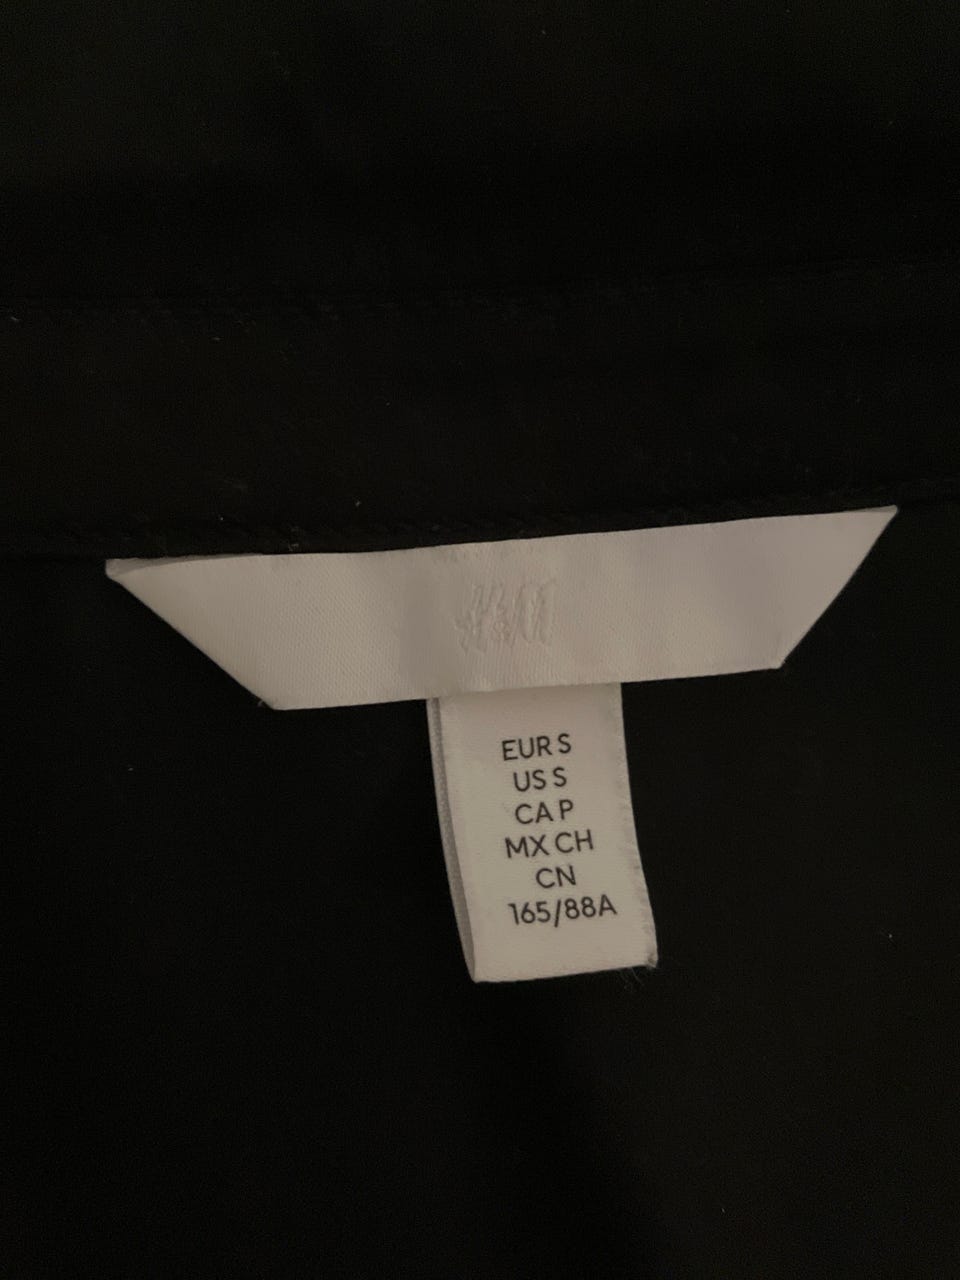 H&M
EUR S
US S
CA P
MX CH
CN
165/88A